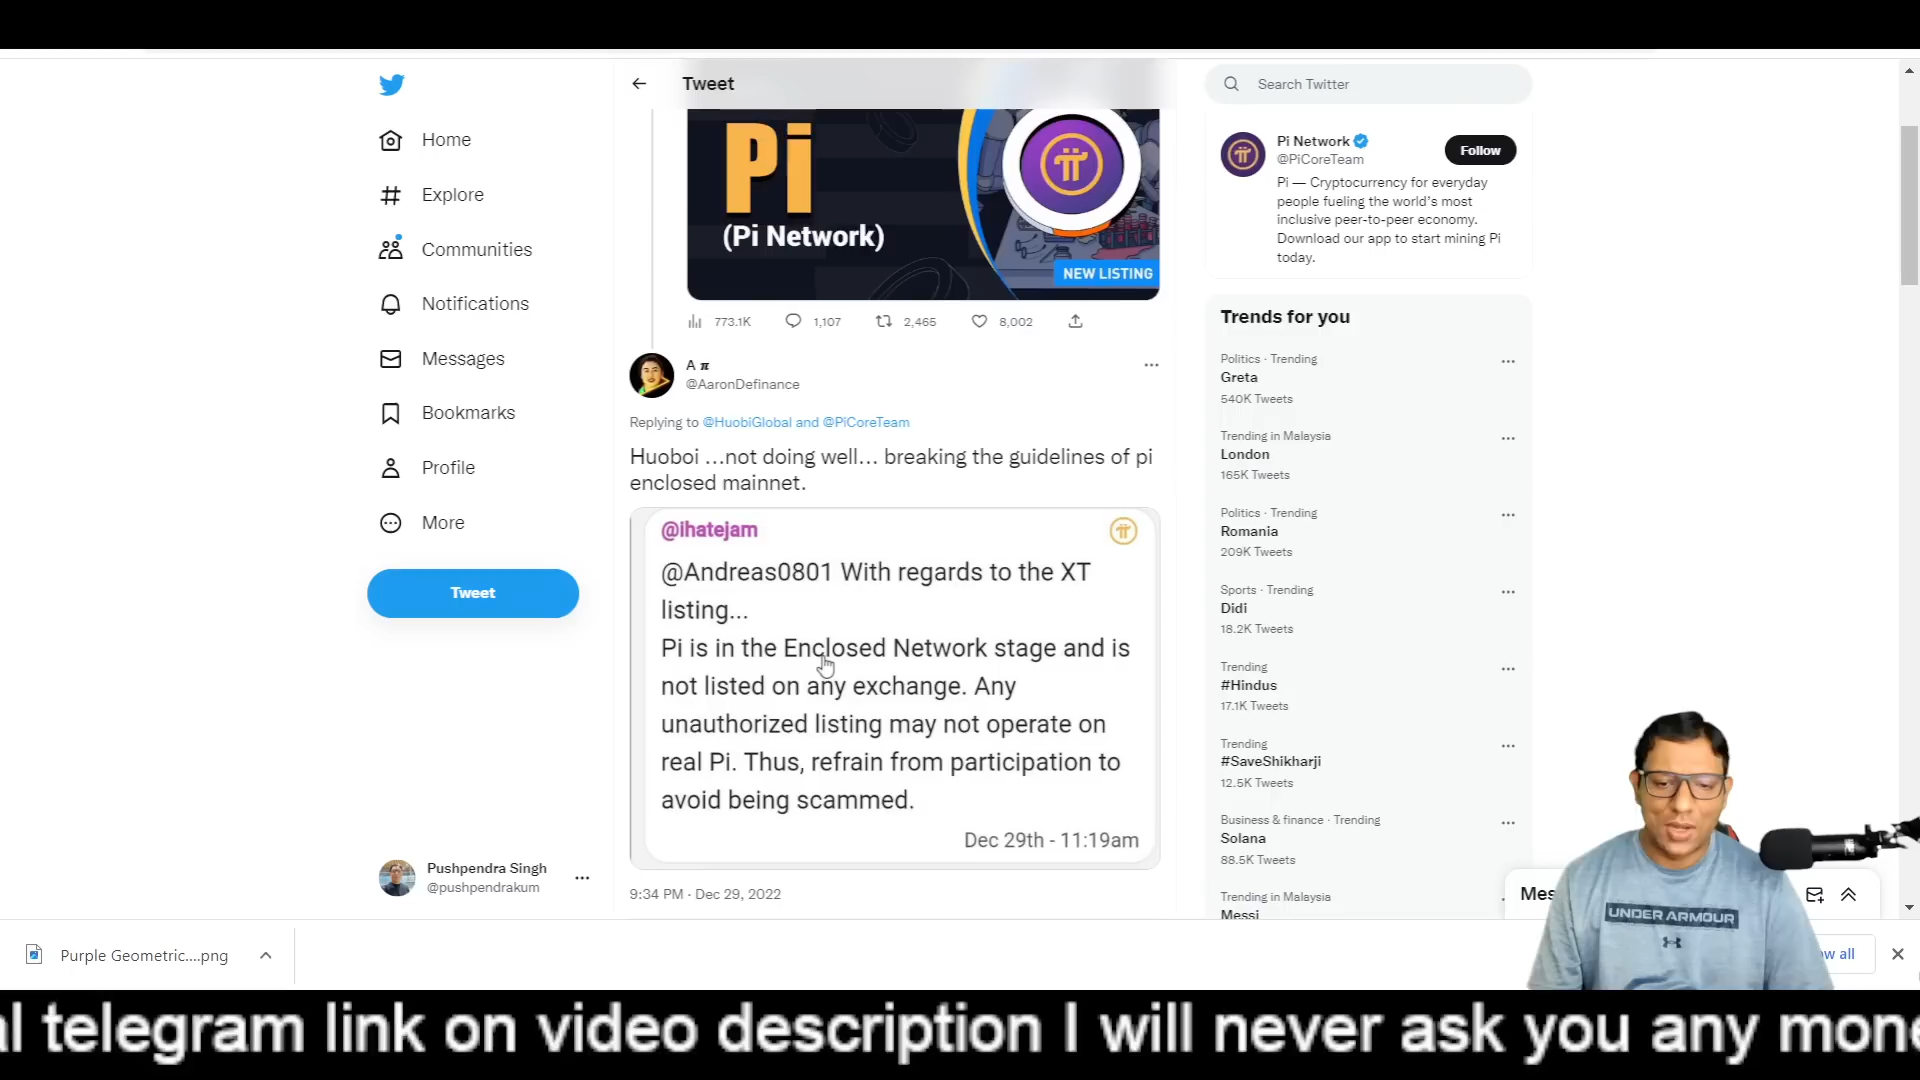 Home
Explore
Communities
Notifications
Messages
Bookmarks
Profile
More
Tweet
Pushpendra Singh
@pushpendrakum
Tweet
Pi
(Pi Network)
NEW LISTING
773.1K 1,107 2,465 8,002
A π
@AaronDefinance
Replying to @HuobiGlobal and @PiCoreTeam
Huoboi ...not doing well... breaking the guidelines of pi
enclosed mainnet.
@ihatejam
@Andreas0801 With regards to the XT
listing...
Pi is in the Enclosed Network stage and is
not listed on any exchange. Any
unauthorized listing may not operate on
real Pi. Thus, refrain from participation to
avoid being scammed.
Dec 29th - 11:19am
9:34 PM · Dec 29, 2022
Search Twitter
Pi Network
@PiCoreTeam
Follow
Pi — Cryptocurrency for everyday
people fueling the world's most
inclusive peer-to-peer economy.
Download our app to start mining Pi
today.
Trends for you
Politics · Trending
Greta
540K Tweets
Trending in Malaysia
London
165K Tweets
Politics · Trending
Romania
209K Tweets
Sports · Trending
Didi
18.2K Tweets
Trending
#Hindus
17.1K Tweets
Trending
#SaveShikharji
12.5K Tweets
Business & finance · Trending
Solana
88.5K Tweets
Trending in Malaysia
Messi
Mes
UNDER ARMOUR
Purple Geometric....png
ow all
al telegram link on video description I will never ask you any mone